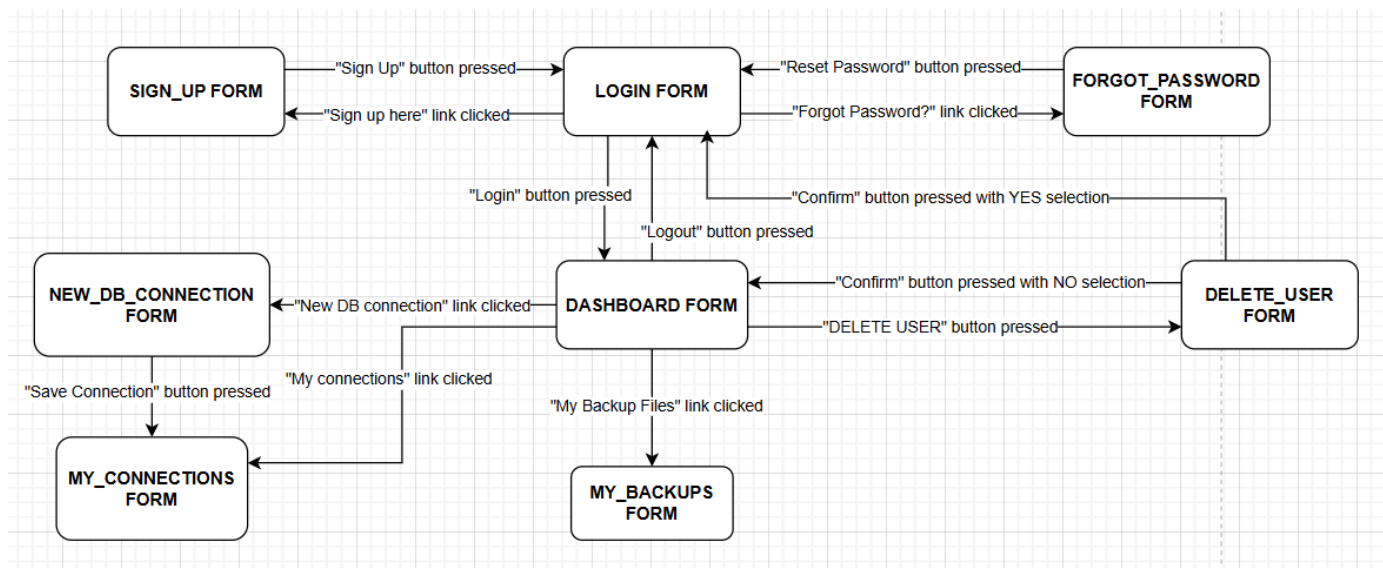 "Sign Up" button pressed
"Reset Password" button pressed
SIGN_UP FORM
LOGIN FORM
FORGOT_PASSWORD
FORM
"Sign up here" link clicked
"Forgot Password?" link clicked
"Login" button pressed
"Confirm" button pressed with YES selection
"Logout" button pressed
"Confirm" button pressed with NO selection
NEW_DB_CONNECTION
FORM
"New DB connection" link clicked
DASHBOARD FORM
DELETE_USER
FORM
"DELETE USER" button pressed
"My connections" link clicked
"Save Connection" button pressed
"My Backup Files" link clicked
MY_CONNECTIONS
FORM
MY_BACKUPS
FORM